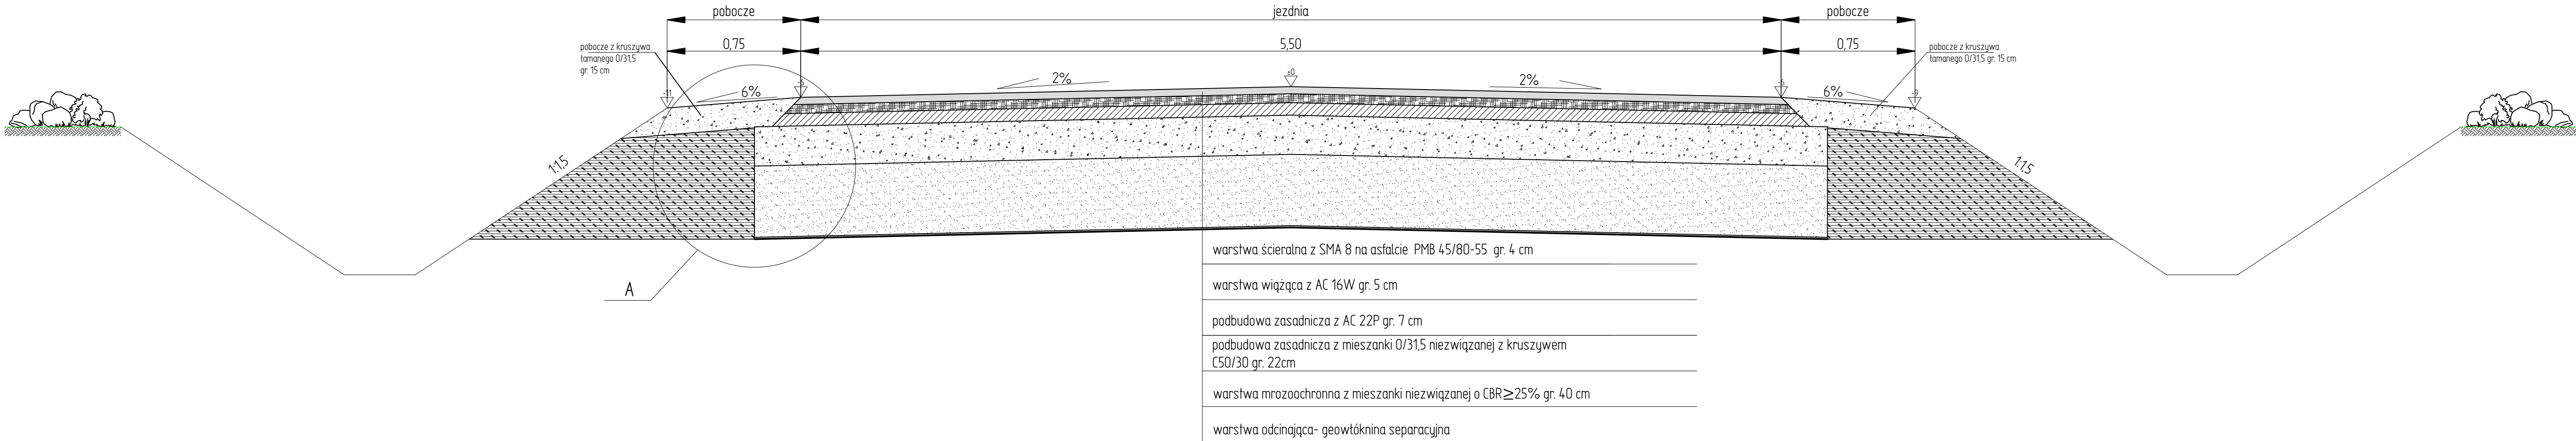 pobocze
jezdnia
pobocze
0,75
5,50
0,75
pobocze z kruszywa
łamanego 0/31,5
gr. 15 cm
pobocze z kruszywa
łamanego 0/31,5 gr. 15 cm
-11
6%
-5
2%
±0
2%
-5
6%
-9
1:1,5
1:1,5
A
warstwa ścieralna z SMA 8 na asfalcie PMB 45/80-55 gr. 4 cm
warstwa wiążąca z AC 16W gr. 5 cm
podbudowa zasadnicza z AC 22P gr. 7 cm
podbudowa zasadnicza z mieszanki 0/31,5 niezwiązanej z kruszywem
C50/30 gr. 22cm
warstwa mrozoochronna z mieszanki niezwiązanej o CBR≥25% gr. 40 cm
warstwa odcinająca- geowłóknina separacyjna